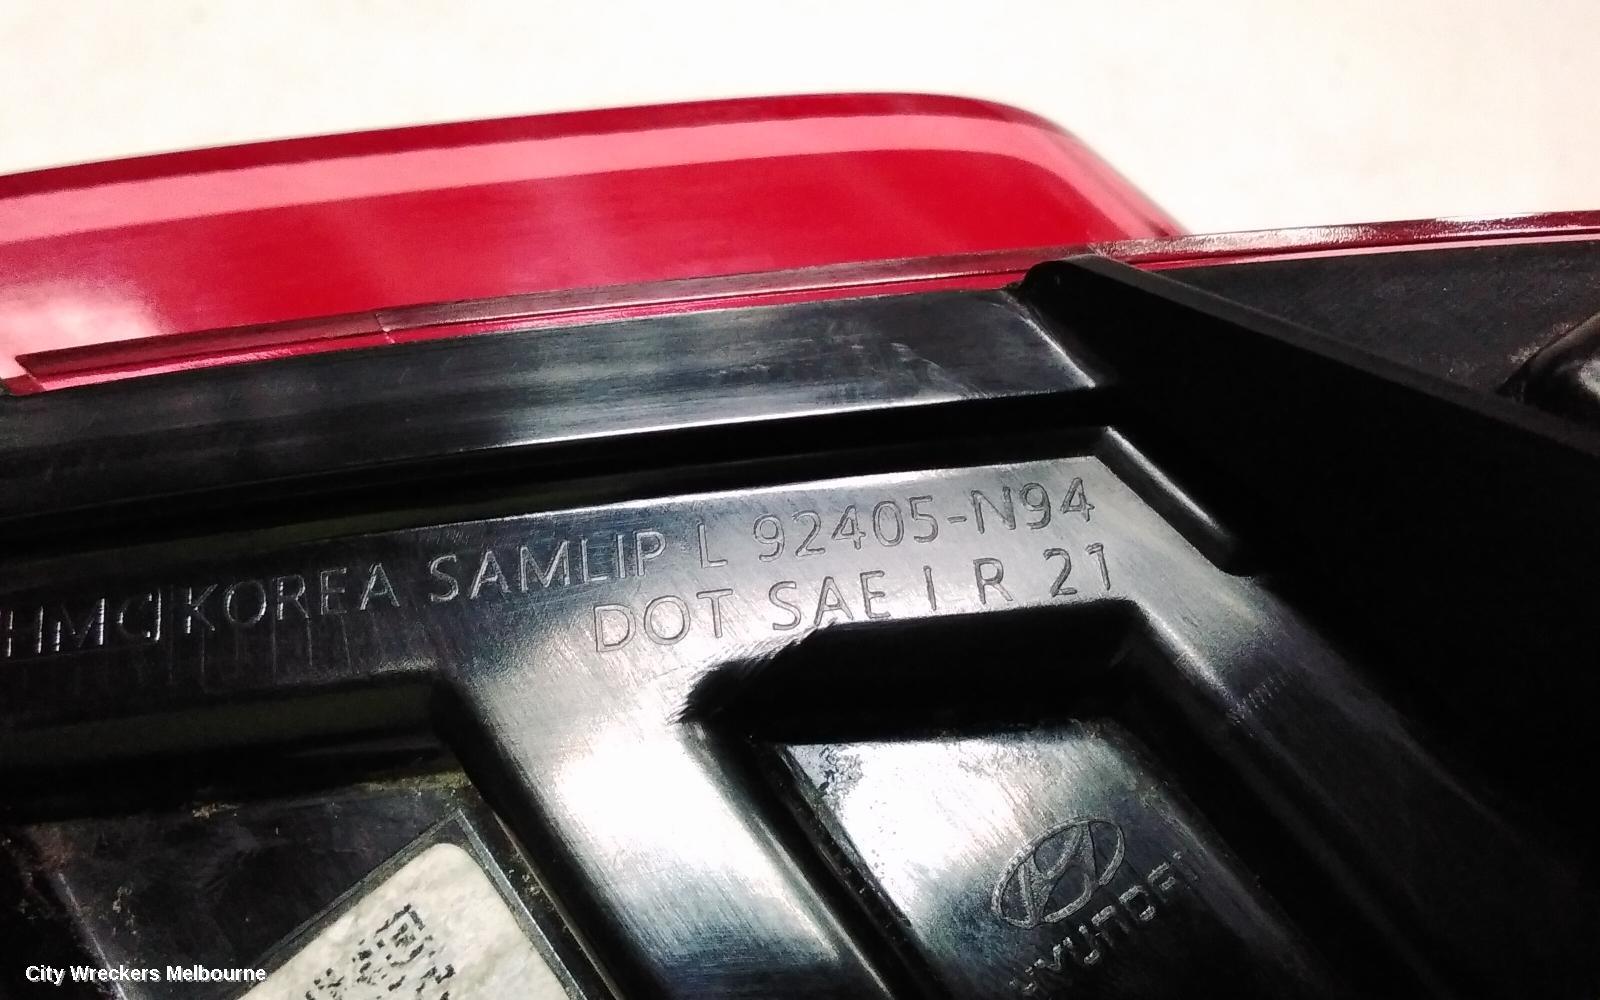 HMC KOREA SAMLIP L 92405-N94
DOT SAE I R 21
HYUNDAI
City Wreckers Melbourne